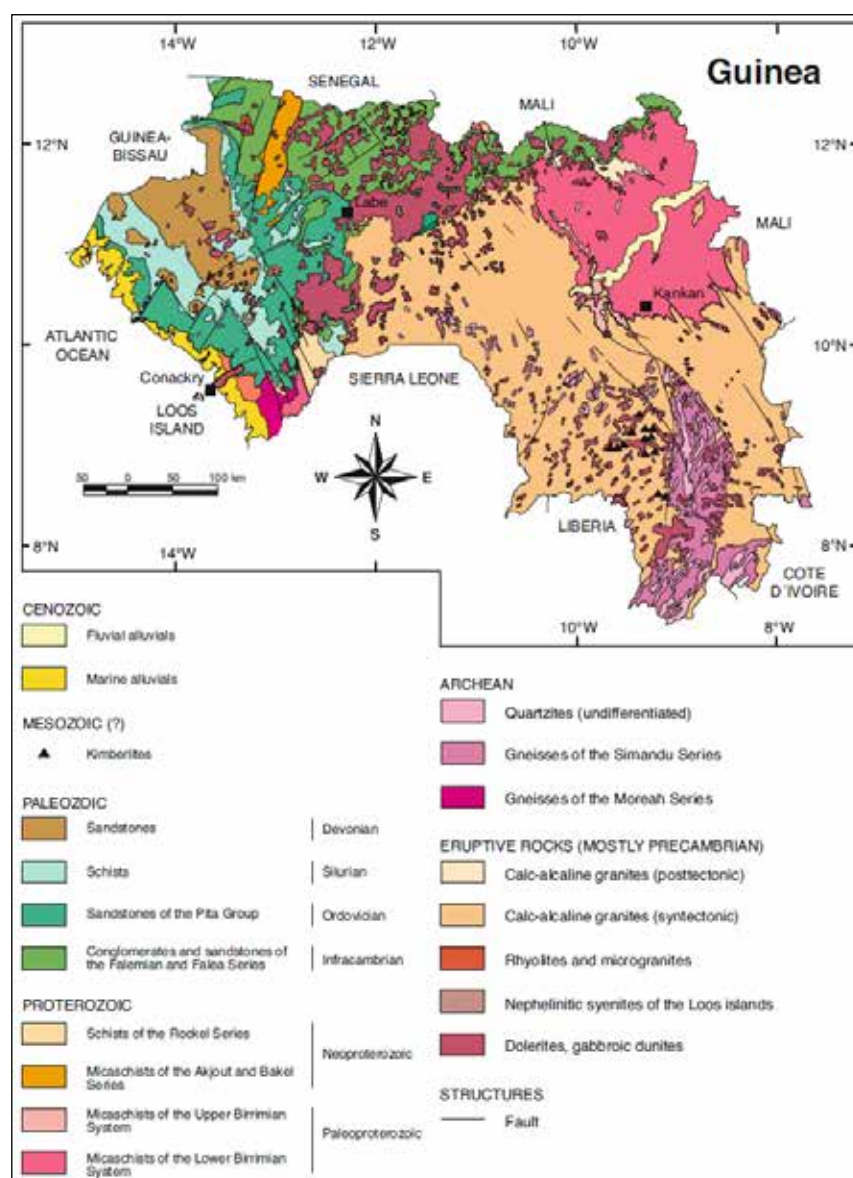 14°W
12°W
10°W
Guinea
SENEGAL
MALI
GUINEA-
BISSAU
12°N
12°N
Labe
MALI
Kankan
ATLANTIC
OCEAN
10°N
SIERRA LEONE
Conackry
LOOS
ISLAND
N
W
E
S
50 0 50 100 km
LIBERIA
8°N
14°W
8°N
COTE
D'IVOIRE
10°W
8°W
CENOZOIC
Fluvial alluvials
Marine alluvials
MESOZOIC (?)
Kimberlites
PALEOZOIC
Sandstones
Devonian
Schists
Silurian
Sandstones of the Pita Group
Ordovician
Conglomerates and sandstones of
the Falemian and Falea Series
Infracambrian
PROTEROZOIC
Schists of the Rockel Series
Micaschists of the Akjout and Bakel
Series
Neoproterozoic
Micaschists of the Upper Birrimian
System
Micaschists of the Lower Birrimian
System
Paleoproterozoic
ARCHEAN
Quartzites (undifferentiated)
Gneisses of the Simandu Series
Gneisses of the Moreah Series
ERUPTIVE ROCKS (MOSTLY PRECAMBRIAN)
Calc-alcaline granites (posttectonic)
Calc-alcaline granites (syntectonic)
Rhyolites and microgranites
Nephelinitic syenites of the Loos islands
Dolerites, gabbroic dunites
STRUCTURES
Fault